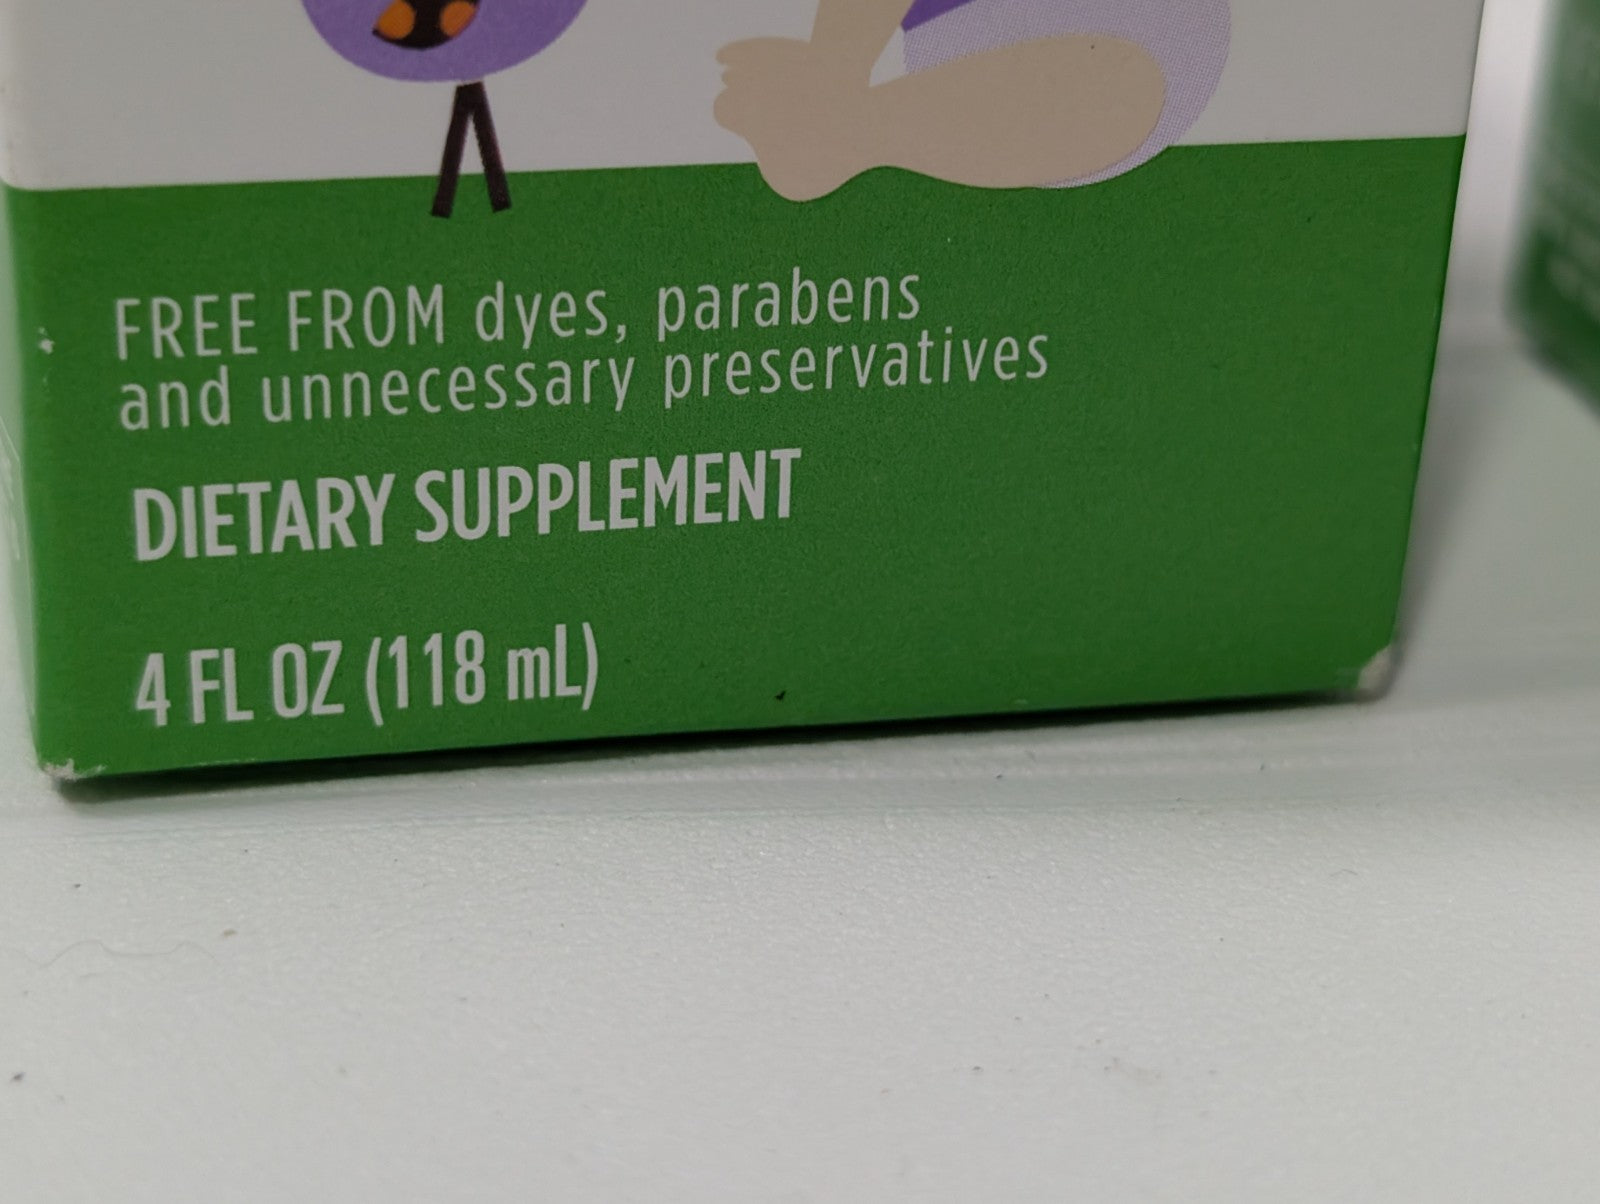 FREE FROM dyes, parabens
and unnecessary preservatives
DIETARY SUPPLEMENT
4 FL OZ (118 mL)